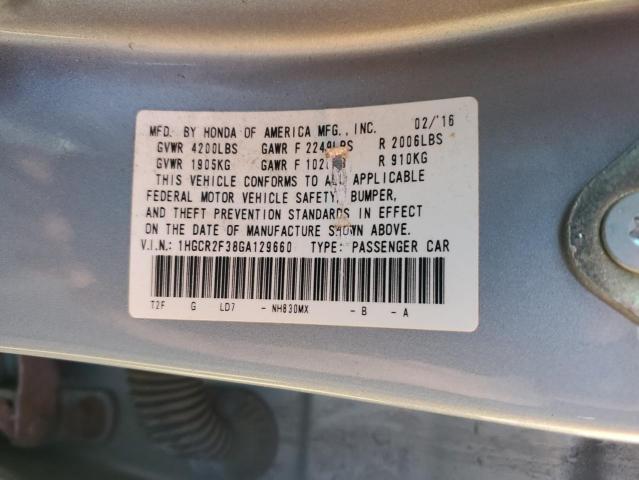 MFD. BY HONDA OF AMERICA MFG., INC. 02/'16
GVWR 4200LBS GAWR F 2249LBS R 2006LBS
GVWR 1905KG GAWR F R 910KG
THIS VEHICLE CONFORMS TO ALL APPLICABLE
FEDERAL MOTOR VEHICLE SAFETY, BUMPER,
AND THEFT PREVENTION STANDARDS IN EFFECT
ON THE DATE OF MANUFACTURE SHOWN ABOVE.
V.I.N.: 1HGCR2F38GA129660 TYPE: PASSENGER CAR
T2F G LD7 - NH830MX - B - A